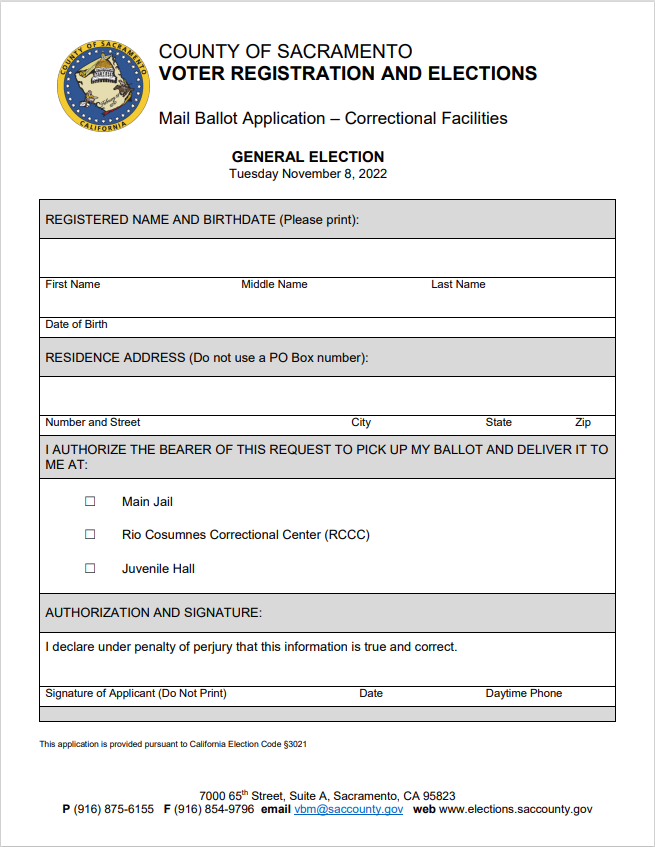 COUNTY OF SACRAMENTO
CALIFORNIA
COUNTY OF SACRAMENTO
VOTER REGISTRATION AND ELECTIONS
Mail Ballot Application – Correctional Facilities
GENERAL ELECTION
Tuesday November 8, 2022
REGISTERED NAME AND BIRTHDATE (Please print):
First Name Middle Name Last Name
Date of Birth
RESIDENCE ADDRESS (Do not use a PO Box number):
Number and Street City State Zip
I AUTHORIZE THE BEARER OF THIS REQUEST TO PICK UP MY BALLOT AND DELIVER IT TO
ME AT:
☐ Main Jail
☐ Rio Cosumnes Correctional Center (RCCC)
☐ Juvenile Hall
AUTHORIZATION AND SIGNATURE:
I declare under penalty of perjury that this information is true and correct.
Signature of Applicant (Do Not Print) Date Daytime Phone
This application is provided pursuant to California Election Code §3021
7000 65th Street, Suite A, Sacramento, CA 95823
P (916) 875-6155 F (916) 854-9796 email vbm@saccounty.gov web www.elections.saccounty.gov